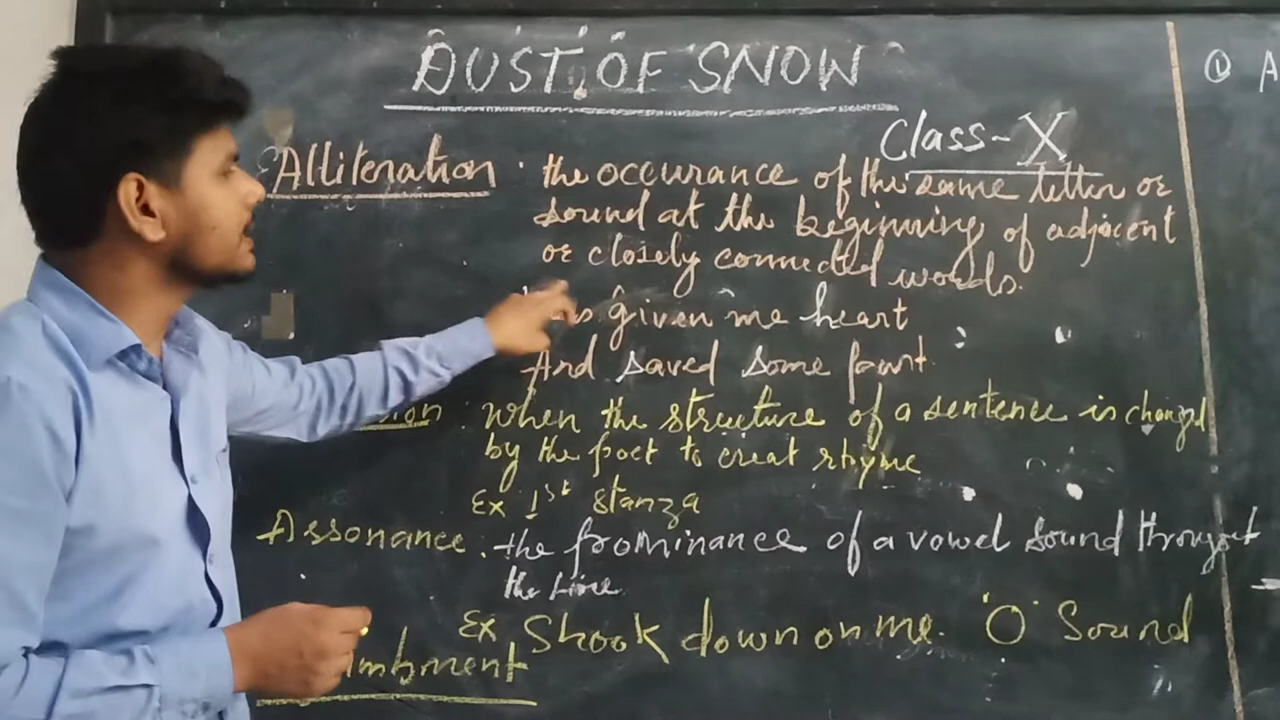 DUST OF SNOW
Class-X
Alliteration . the occurance of the same letter or
sound at the beginning of adjacent
or closely connected words.
given me heart
And saved some part.
: when the structure of a sentence is changed
by the poet to creat rhyme
Ex 1st stanza
Assonance : the prominance of a vowel sound throughout
the line.
Ex Shook down on me. "O" Sound
① A